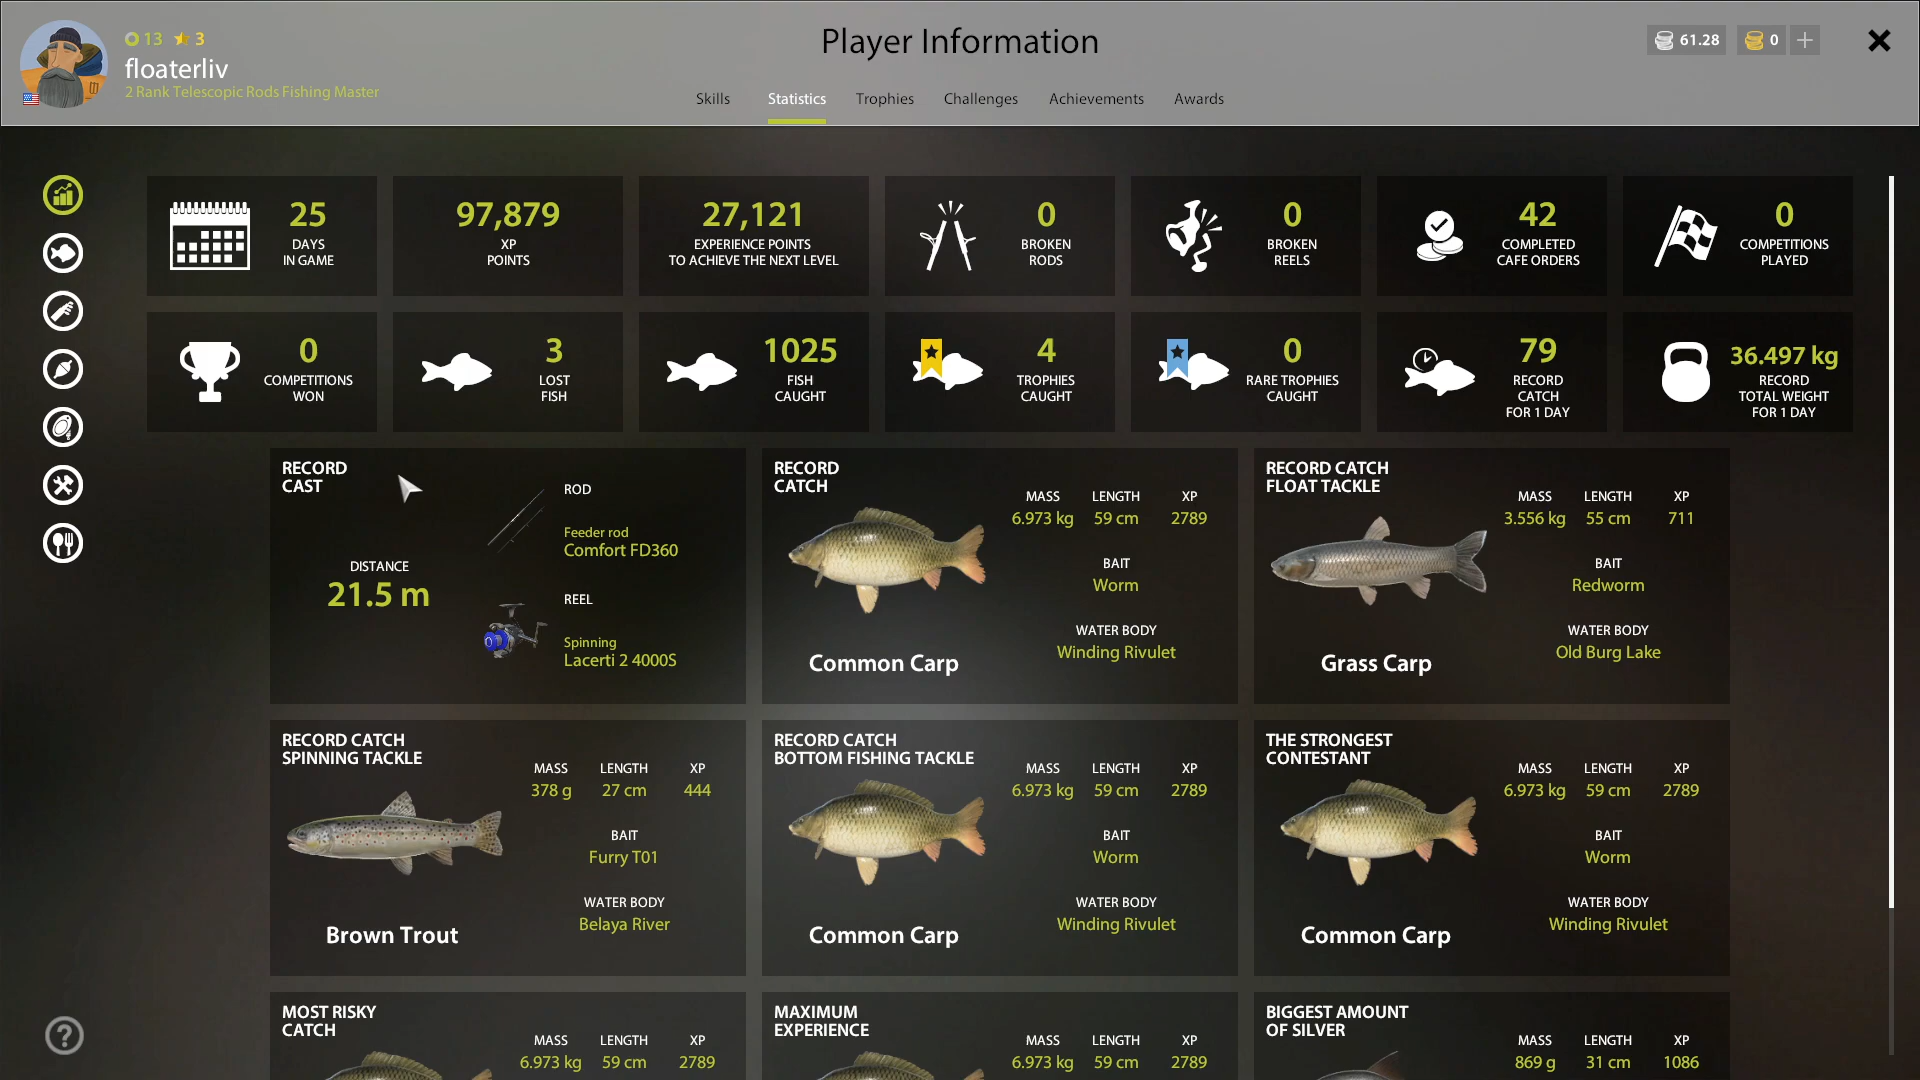 13 3
floaterliv
2 Rank Telescopic Rods Fishing Master
Player Information
61.28 0
Skills Statistics Trophies Challenges Achievements Awards
25
DAYS
IN GAME
97,879
XP
POINTS
27,121
EXPERIENCE POINTS
TO ACHIEVE THE NEXT LEVEL
0
BROKEN
RODS
0
BROKEN
REELS
42
COMPLETED
CAFE ORDERS
0
COMPETITIONS
PLAYED
0
COMPETITIONS
WON
3
LOST
FISH
1025
FISH
CAUGHT
4
TROPHIES
CAUGHT
0
RARE TROPHIES
CAUGHT
79
RECORD
CATCH
FOR 1 DAY
36.497 kg
RECORD
TOTAL WEIGHT
FOR 1 DAY
RECORD
CAST
DISTANCE
21.5 m
ROD
Feeder rod
Comfort FD360
REEL
Spinning
Lacerti 2 4000S
RECORD
CATCH
MASS LENGTH XP
6.973 kg 59 cm 2789
BAIT
Worm
WATER BODY
Winding Rivulet
Common Carp
RECORD CATCH
FLOAT TACKLE
MASS LENGTH XP
3.556 kg 55 cm 711
BAIT
Redworm
WATER BODY
Old Burg Lake
Grass Carp
RECORD CATCH
SPINNING TACKLE
MASS LENGTH XP
378 g 27 cm 444
BAIT
Furry T01
WATER BODY
Belaya River
Brown Trout
RECORD CATCH
BOTTOM FISHING TACKLE
MASS LENGTH XP
6.973 kg 59 cm 2789
BAIT
Worm
WATER BODY
Winding Rivulet
Common Carp
THE STRONGEST
CONTESTANT
MASS LENGTH XP
6.973 kg 59 cm 2789
BAIT
Worm
WATER BODY
Winding Rivulet
Common Carp
MOST RISKY
CATCH
MASS LENGTH XP
6.973 kg 59 cm 2789
MAXIMUM
EXPERIENCE
MASS LENGTH XP
6.973 kg 59 cm 2789
BIGGEST AMOUNT
OF SILVER
MASS LENGTH XP
869 g 31 cm 1086
?